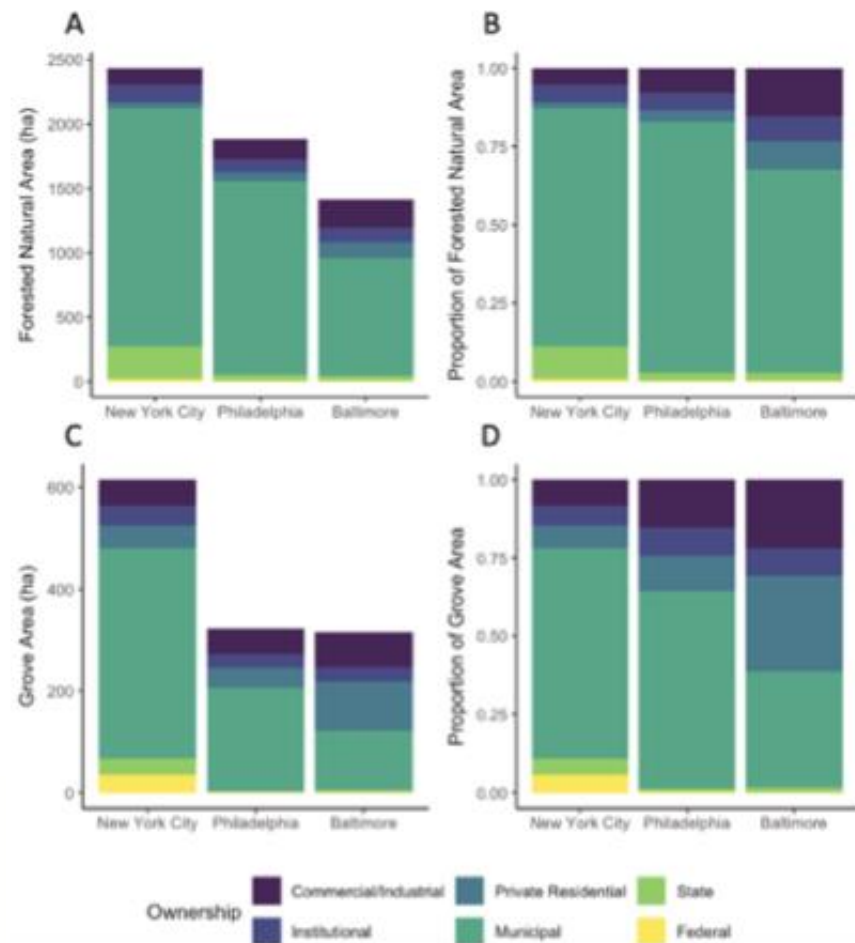 A
Forested Natural Area (ha)
2500
2000
1500
1000
500
0
New York City Philadelphia Baltimore
B
Proportion of Forested Natural Area
1.00
0.75
0.50
0.25
0.00
New York City Philadelphia Baltimore
C
Grove Area (ha)
600
400
200
0
New York City Philadelphia Baltimore
D
Proportion of Grove Area
1.00
0.75
0.50
0.25
0.00
New York City Philadelphia Baltimore
Ownership
Commercial/Industrial Private Residential State
Institutional Municipal Federal